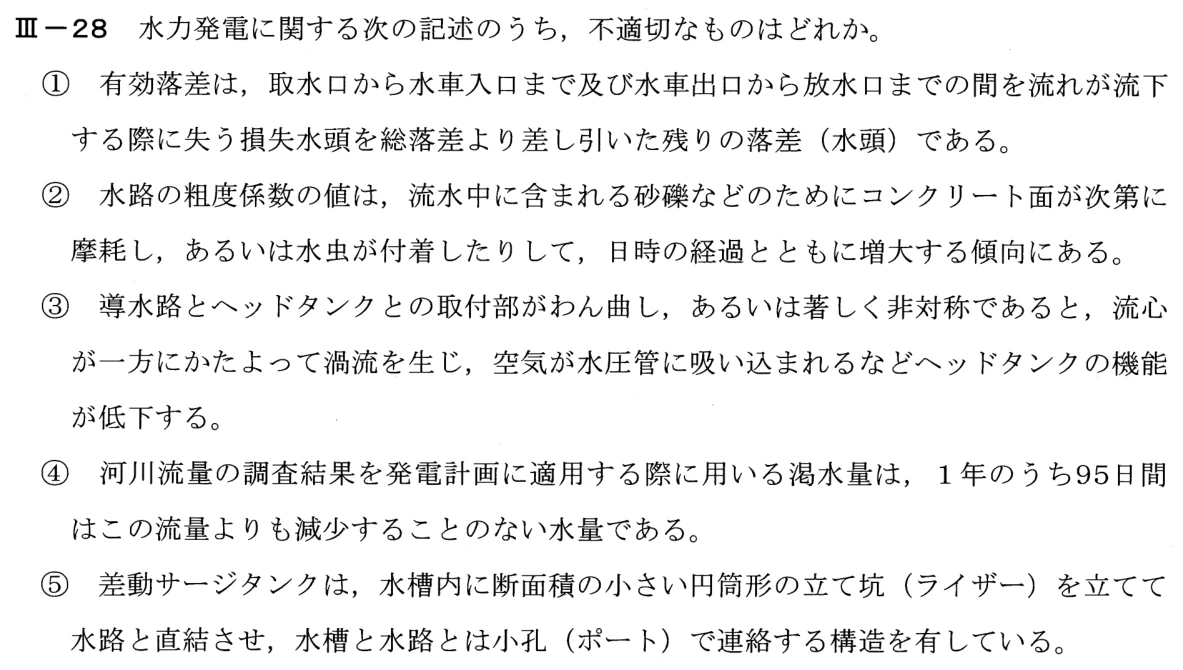 Ⅲ－28　水力発電に関する次の記述のうち，不適切なものはどれか。
①　有効落差は，取水口から水車入口まで及び水車出口から放水口までの間を流れが流下
する際に失う損失水頭を総落差より差し引いた残りの落差（水頭）である。
②　水路の粗度係数の値は，流水中に含まれる砂礫などのためにコンクリート面が次第に
摩耗し，あるいは水虫が付着したりして，日時の経過とともに増大する傾向にある。
③　導水路とヘッドタンクとの取付部がわん曲し，あるいは著しく非対称であると，流心
が一方にかたよって渦流を生じ，空気が水圧管に吸い込まれるなどヘッドタンクの機能
が低下する。
④　河川流量の調査結果を発電計画に適用する際に用いる渇水量は，１年のうち95日間
はこの流量よりも減少することのない水量である。
⑤　差動サージタンクは，水槽内に断面積の小さい円筒形の立て坑（ライザー）を立てて
水路と直結させ，水槽と水路とは小孔（ポート）で連絡する構造を有している。